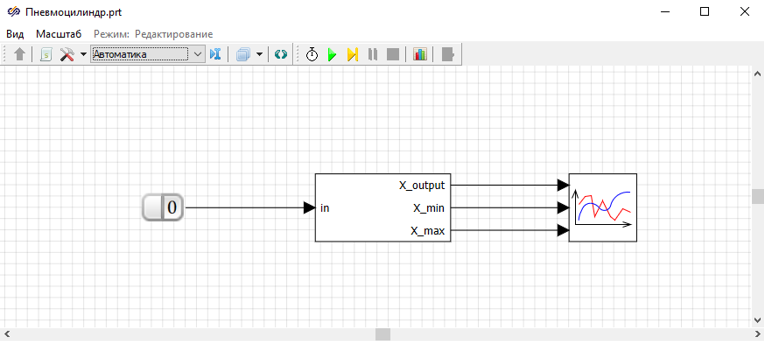 Пневмоцилиндр.prt
Вид Масштаб Режим: Редактирование
Автоматика
X_output
0 in X_min
X_max